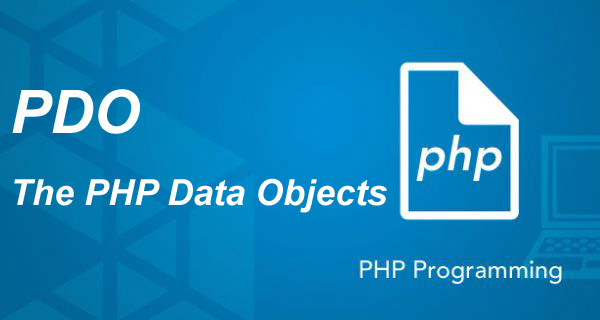 PDO
The PHP Data Objects
php
PHP Programming